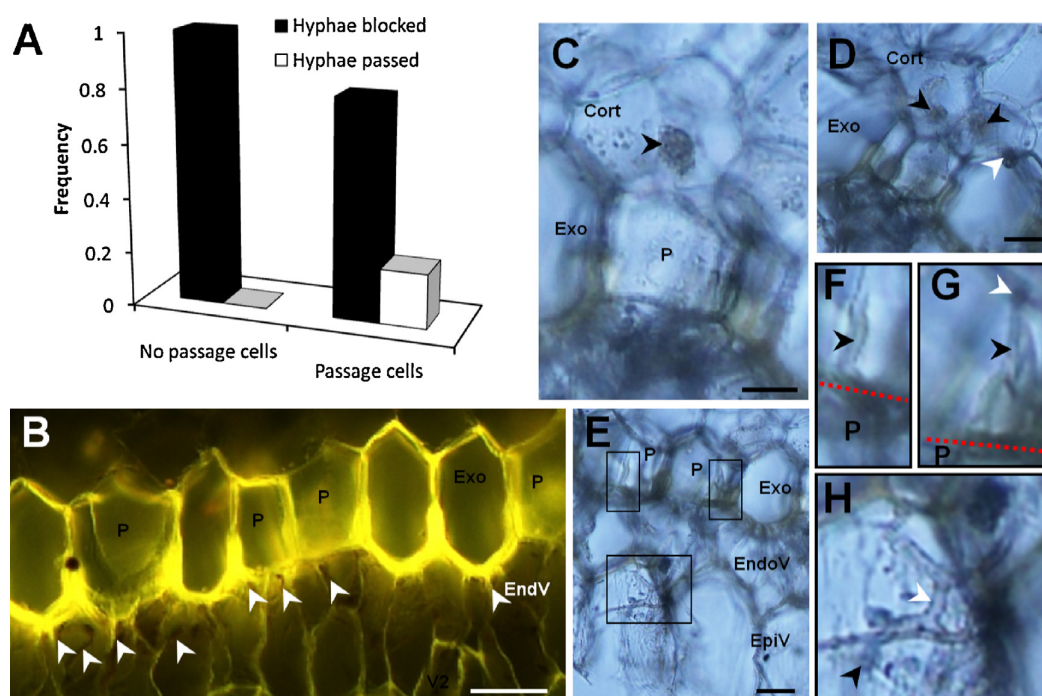 A
Hyphae blocked
Hyphae passed
Frequency
1
0.8
0.6
0.4
0.2
0
No passage cells
Passage cells
B
P
P
P
Exo
P
EndV
V2
C
Cort
Exo
P
D
Cort
Exo
E
P
P
Exo
EndoV
EpiV
F
P
G
P
H